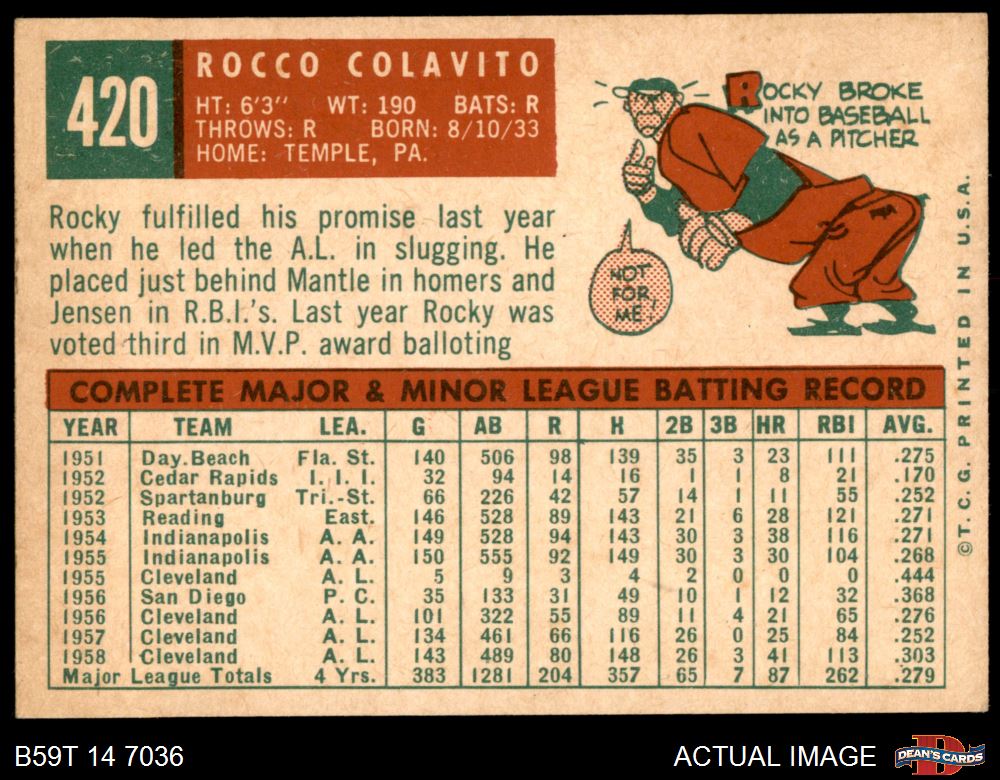 420
ROCCO COLAVITO
HT: 6'3" WT: 190 BATS: R
THROWS: R BORN: 8/10/33
HOME: TEMPLE, PA.
ROCKY BROKE
INTO BASEBALL
AS A PITCHER
NOT
FOR
ME!
Rocky fulfilled his promise last year
when he led the A.L. in slugging. He
placed just behind Mantle in homers and
Jensen in R.B.I.'s. Last year Rocky was
voted third in M.V.P. award balloting
COMPLETE MAJOR & MINOR LEAGUE BATTING RECORD
YEAR TEAM LEA. G AB R H 2B 3B HR RBI AVG.
1951 Day. Beach Fla. St. 140 506 98 139 35 3 23 111 .275
1952 Cedar Rapids I. I. I. 32 94 14 16 1 1 8 21 .170
1952 Spartanburg Tri.-St. 66 226 42 57 14 1 11 55 .252
1953 Reading East. 146 528 89 143 21 6 28 121 .271
1954 Indianapolis A. A. 149 528 94 143 30 3 38 116 .271
1955 Indianapolis A. A. 150 555 92 149 30 3 30 104 .268
1955 Cleveland A. L. 5 9 3 4 2 0 0 0 .444
1956 San Diego P. C. 35 133 31 49 10 1 12 32 .368
1956 Cleveland A. L. 101 322 55 89 11 4 21 65 .276
1957 Cleveland A. L. 134 461 66 116 26 0 25 84 .252
1958 Cleveland A. L. 143 489 80 148 26 3 41 113 .303
Major League Totals 4 Yrs. 383 1281 204 357 65 7 87 262 .279
©T. C. G. PRINTED IN U.S.A.
B59T 14 7036
ACTUAL IMAGE
D
DEAN'S CARDS